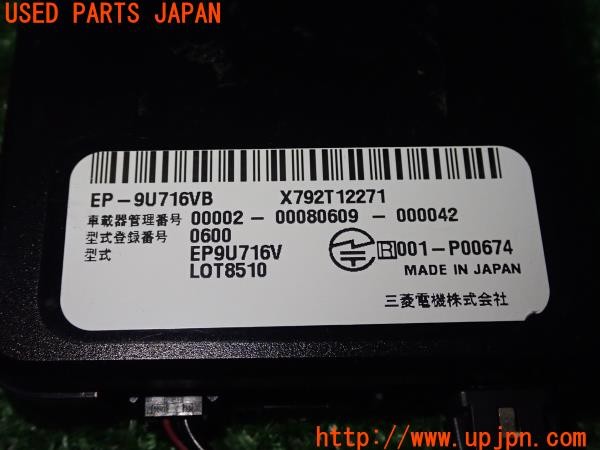 USED PARTS JAPAN
EP-9U716VB X792T12271
車載器管理番号 00002-00080609-000042
型式登録番号 0600
型式 EP9U716V
LOT8510
R 001-P00674
MADE IN JAPAN
三菱電機株式会社
http://www.upjpn.com